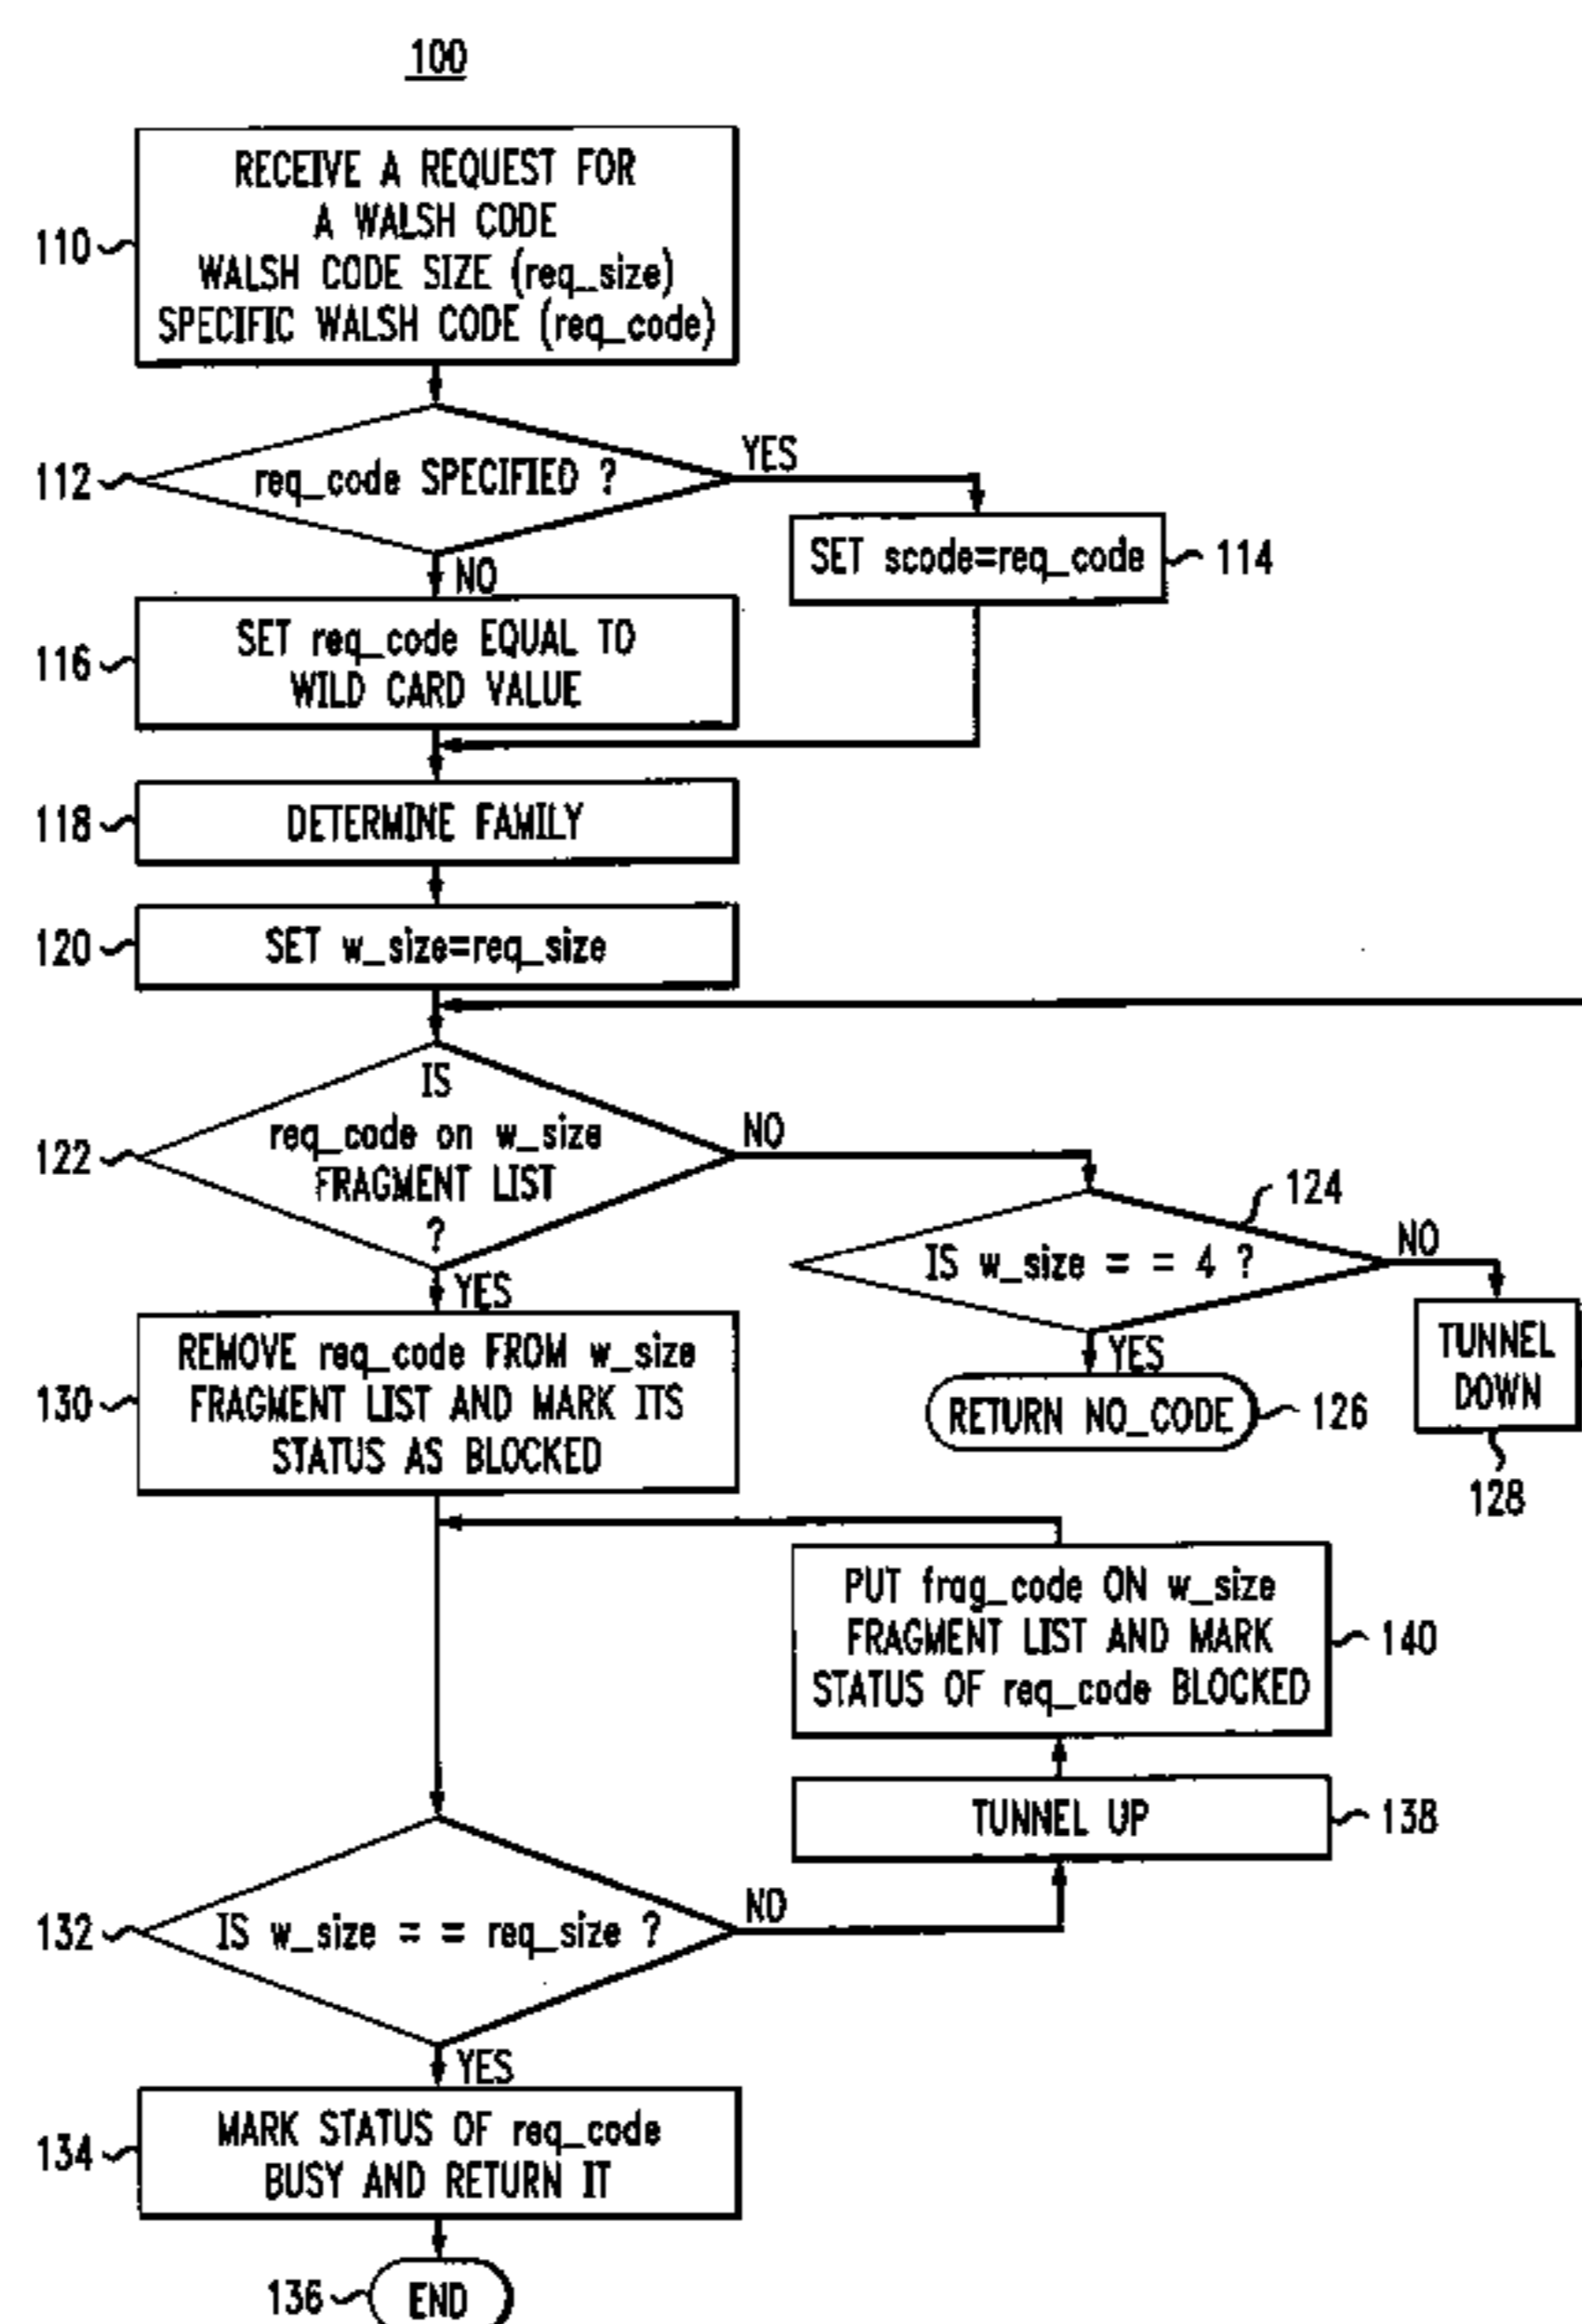 100
RECEIVE A REQUEST FOR
A WALSH CODE
WALSH CODE SIZE (req_size)
SPECIFIC WALSH CODE (req_code)
110
req_code SPECIFIED ?
112
YES
NO
SET scode=req_code
114
SET req_code EQUAL TO
WILD CARD VALUE
116
DETERMINE FAMILY
118
SET w_size=req_size
120
IS
req_code on w_size
FRAGMENT LIST
?
122
NO
YES
124
IS w_size = = 4 ?
NO
YES
RETURN NO_CODE
126
TUNNEL
DOWN
128
REMOVE req_code FROM w_size
FRAGMENT LIST AND MARK ITS
STATUS AS BLOCKED
130
PUT frag_code ON w_size
FRAGMENT LIST AND MARK
STATUS OF req_code BLOCKED
140
TUNNEL UP
138
IS w_size = = req_size ?
132
NO
YES
MARK STATUS OF req_code
BUSY AND RETURN IT
134
END
136